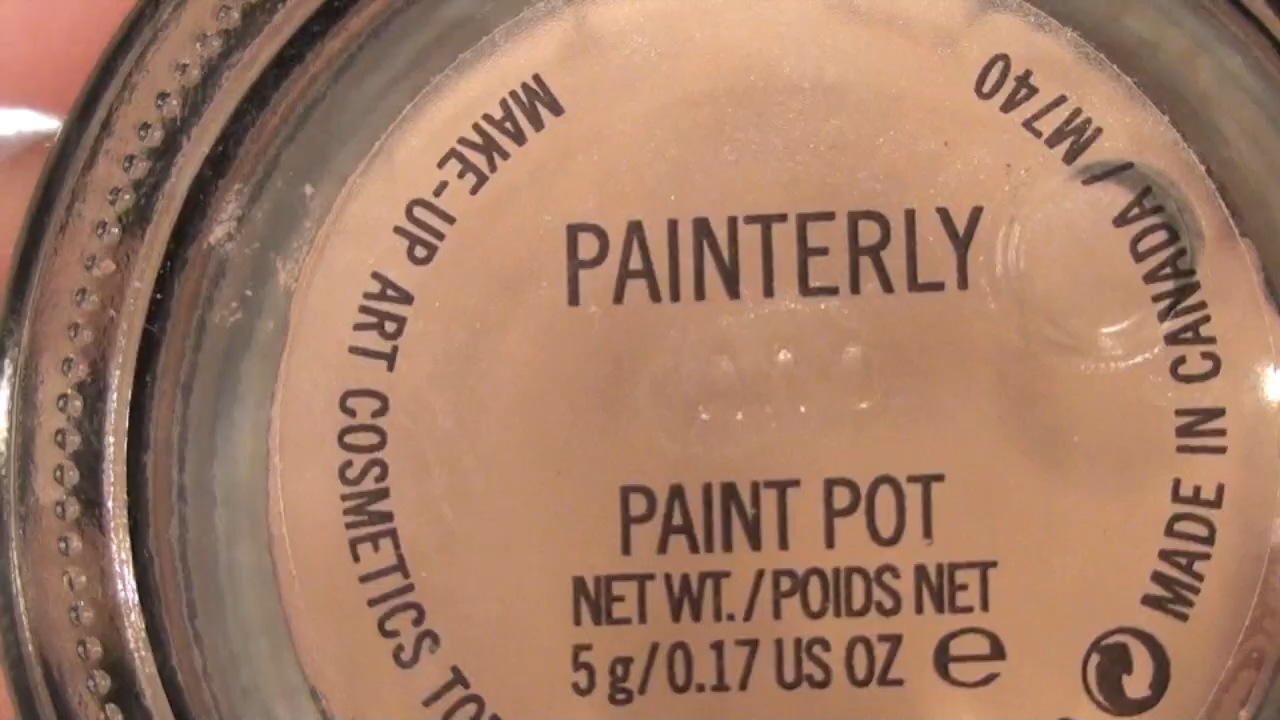 PAINTERLY
PAINT POT
NET WT./POIDS NET
5 g/0.17 US OZ e
MAKE-UP ART COSMETICS
MADE IN CANADA / M740